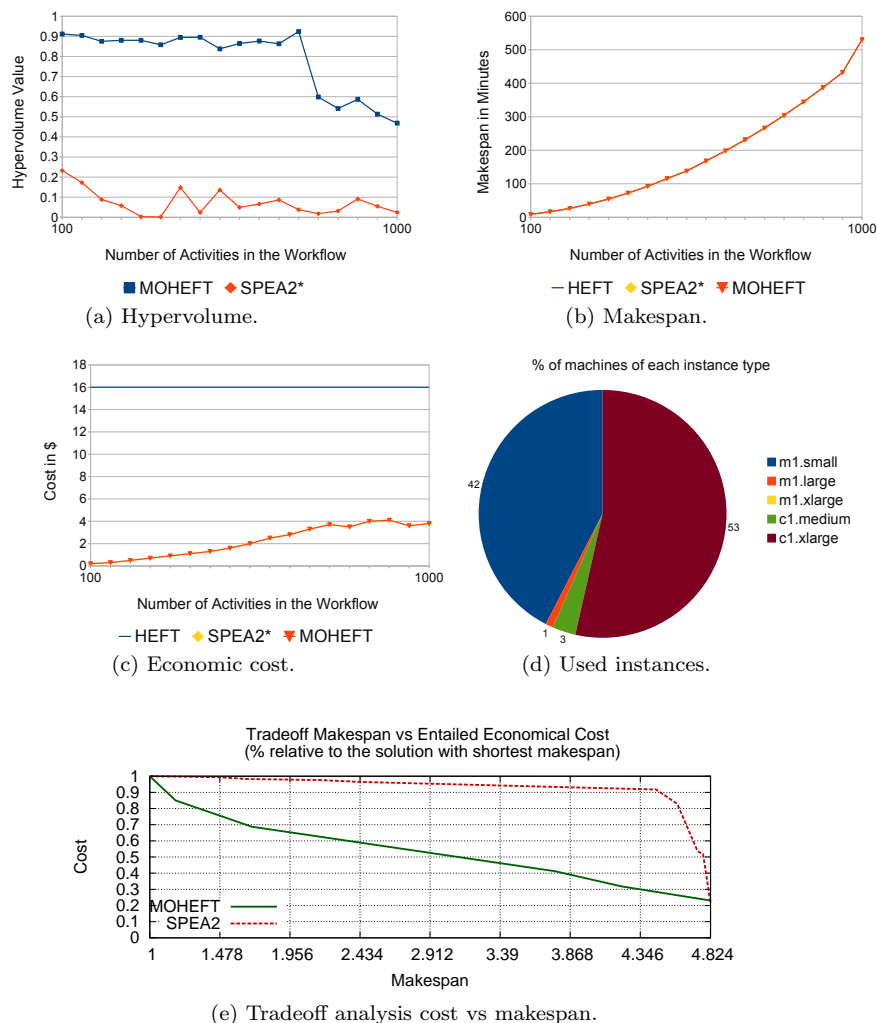 1
0.9
0.8
0.7
0.6
0.5
0.4
0.3
0.2
0.1
0
Hypervolume Value
100
1000
Number of Activities in the Workflow
MOHEFT SPEA2*
(a) Hypervolume.
600
500
400
300
200
100
0
Makespan in Minutes
100
1000
Number of Activities in the Workflow
HEFT SPEA2* MOHEFT
(b) Makespan.
18
16
14
12
10
8
6
4
2
0
Cost in $
100
1000
Number of Activities in the Workflow
HEFT SPEA2* MOHEFT
(c) Economic cost.
% of machines of each instance type
42
53
1
3
m1.small
m1.large
m1.xlarge
c1.medium
c1.xlarge
(d) Used instances.
Tradeoff Makespan vs Entailed Economical Cost
(% relative to the solution with shortest makespan)
1
0.9
0.8
0.7
0.6
0.5
0.4
0.3
0.2
0.1
0
Cost
MOHEFT
SPEA2
1 1.478 1.956 2.434 2.912 3.39 3.868 4.346 4.824
Makespan
(e) Tradeoff analysis cost vs makespan.